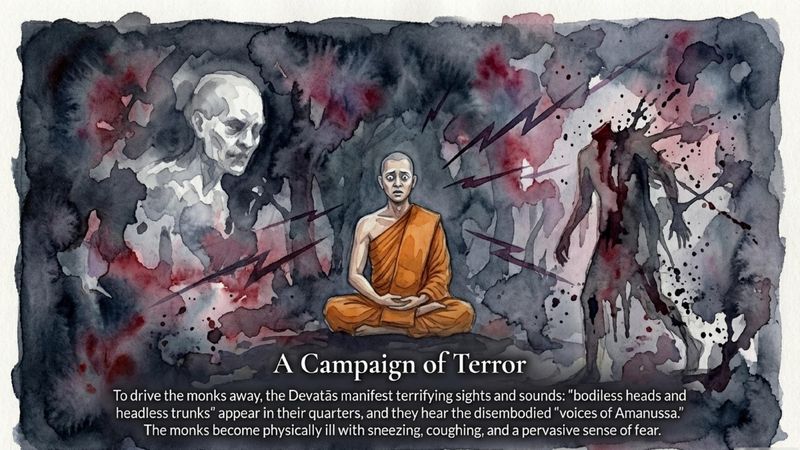 A Campaign of Terror
To drive the monks away, the Devatās manifest terrifying sights and sounds: “bodiless heads and
headless trunks” appear in their quarters, and they hear the disembodied “voices of Amanussa.”
The monks become physically ill with sneezing, coughing, and a pervasive sense of fear.